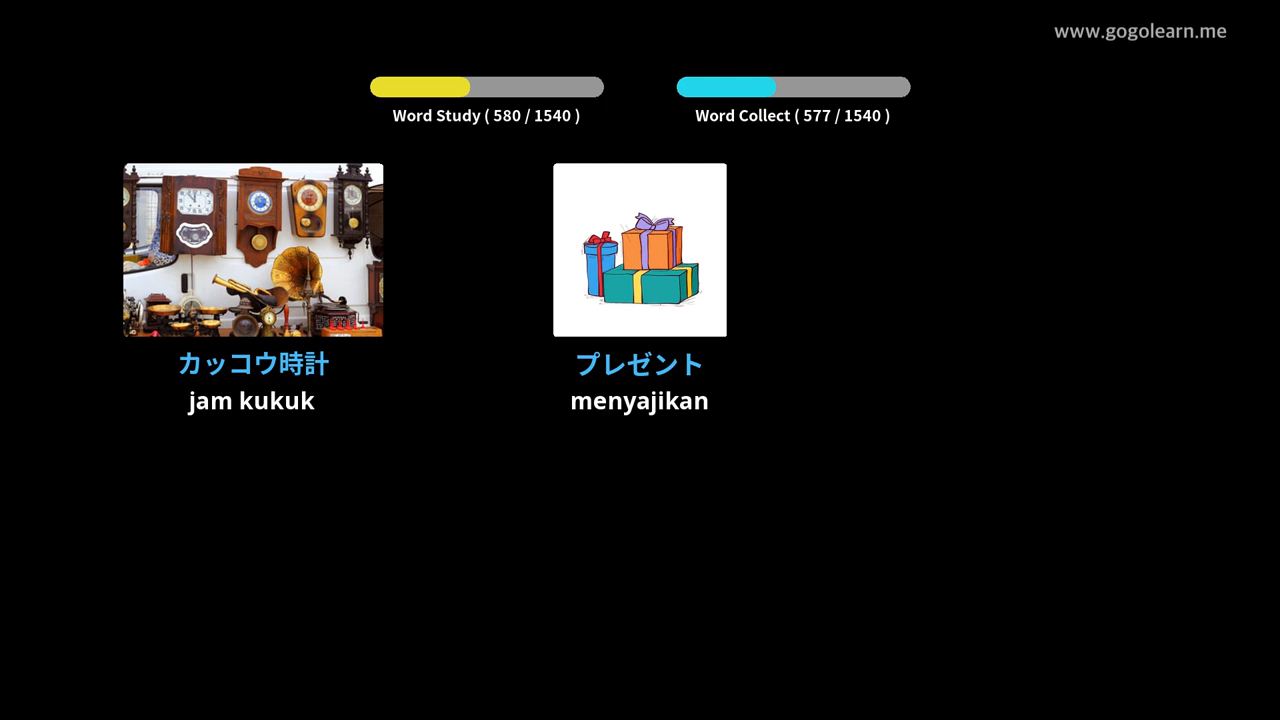 www.gogolearn.me
Word Study ( 580 / 1540 )
Word Collect ( 577 / 1540 )
カッコウ時計
jam kukuk
プレゼント
menyajikan